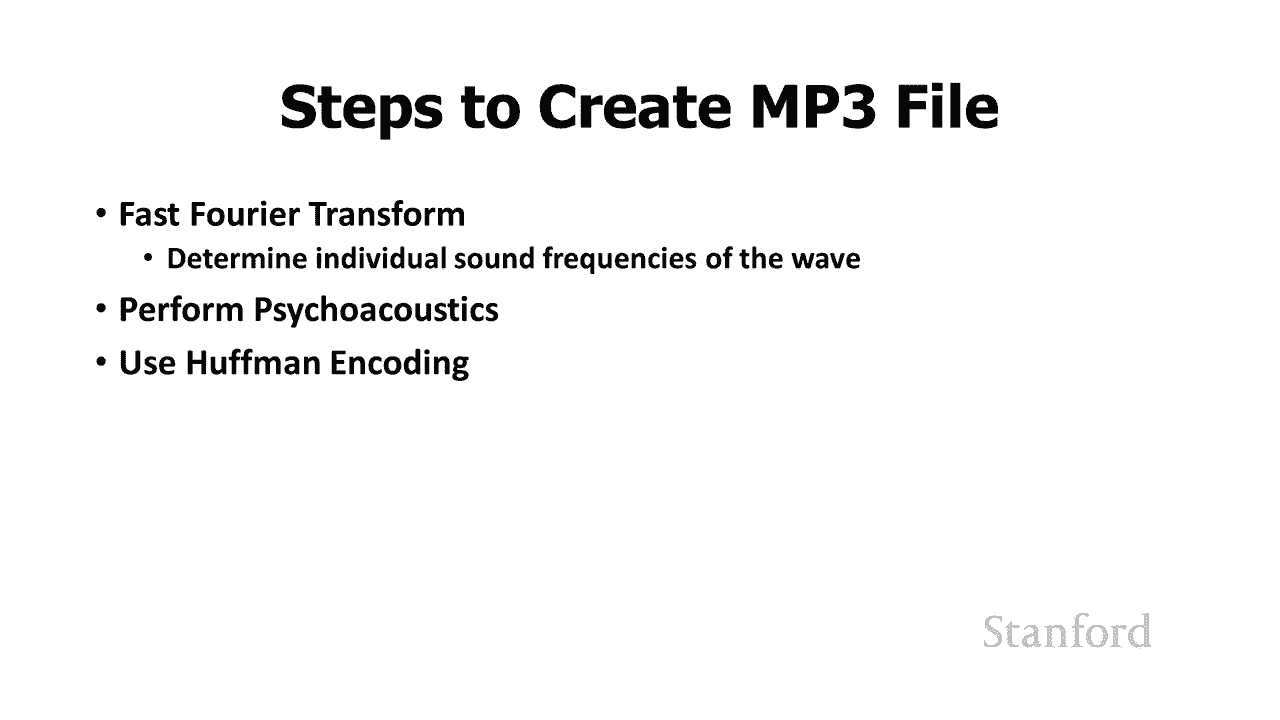 Steps to Create MP3 File
• Fast Fourier Transform
• Determine individual sound frequencies of the wave
• Perform Psychoacoustics
• Use Huffman Encoding
Stanford